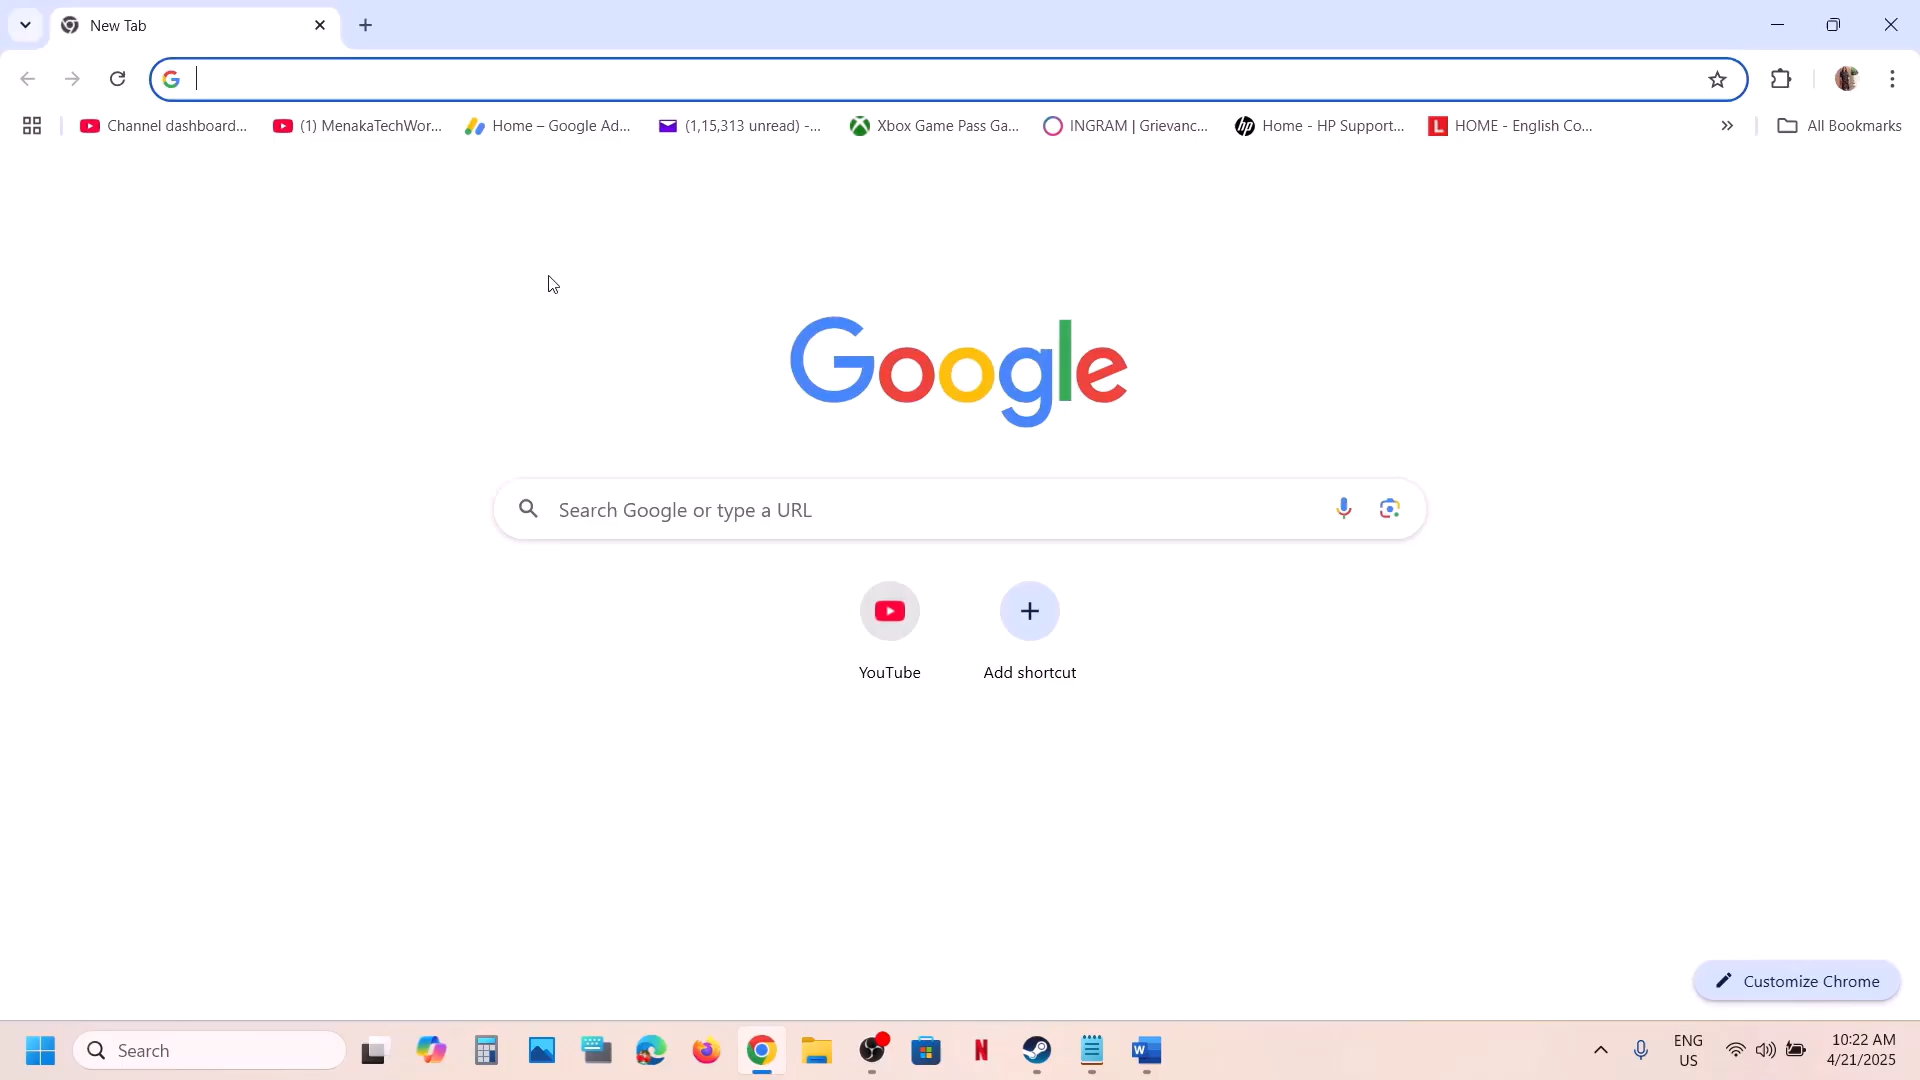 New Tab
Channel dashboard...
(1) MenakaTechWor...
Home – Google Ad...
(1,15,313 unread) -...
Xbox Game Pass Ga...
INGRAM | Grievanc...
Home - HP Support...
HOME - English Co...
All Bookmarks
Google
Search Google or type a URL
YouTube
Add shortcut
Customize Chrome
Search
ENG
US
10:22 AM
4/21/2025